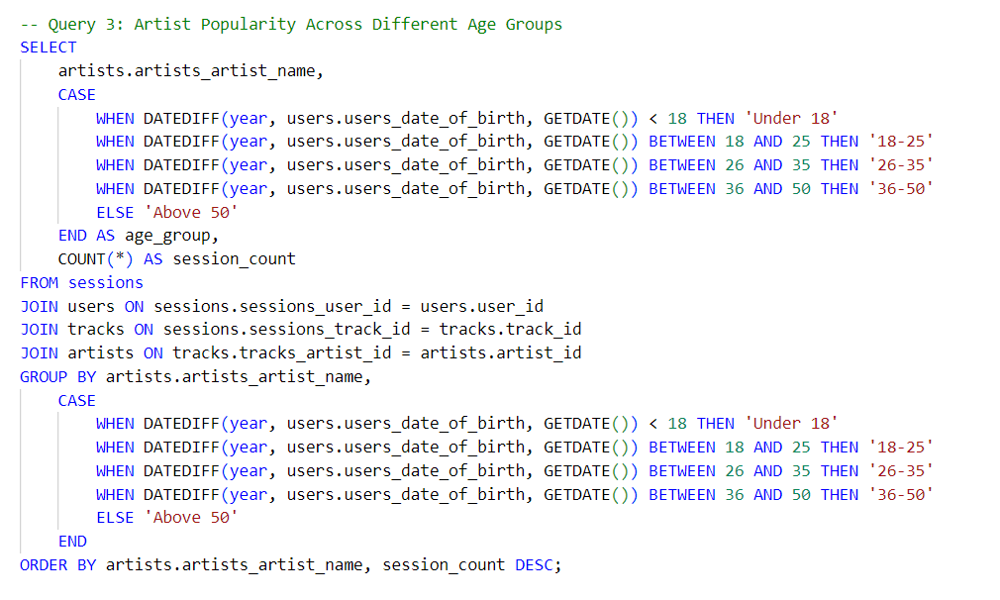 -- Query 3: Artist Popularity Across Different Age Groups
SELECT
    artists.artists_artist_name,
    CASE
        WHEN DATEDIFF(year, users.users_date_of_birth, GETDATE()) < 18 THEN 'Under 18'
        WHEN DATEDIFF(year, users.users_date_of_birth, GETDATE()) BETWEEN 18 AND 25 THEN '18-25'
        WHEN DATEDIFF(year, users.users_date_of_birth, GETDATE()) BETWEEN 26 AND 35 THEN '26-35'
        WHEN DATEDIFF(year, users.users_date_of_birth, GETDATE()) BETWEEN 36 AND 50 THEN '36-50'
        ELSE 'Above 50'
    END AS age_group,
    COUNT(*) AS session_count
FROM sessions
JOIN users ON sessions.sessions_user_id = users.user_id
JOIN tracks ON sessions.sessions_track_id = tracks.track_id
JOIN artists ON tracks.tracks_artist_id = artists.artist_id
GROUP BY artists.artists_artist_name,
    CASE
        WHEN DATEDIFF(year, users.users_date_of_birth, GETDATE()) < 18 THEN 'Under 18'
        WHEN DATEDIFF(year, users.users_date_of_birth, GETDATE()) BETWEEN 18 AND 25 THEN '18-25'
        WHEN DATEDIFF(year, users.users_date_of_birth, GETDATE()) BETWEEN 26 AND 35 THEN '26-35'
        WHEN DATEDIFF(year, users.users_date_of_birth, GETDATE()) BETWEEN 36 AND 50 THEN '36-50'
        ELSE 'Above 50'
    END
ORDER BY artists.artists_artist_name, session_count DESC;